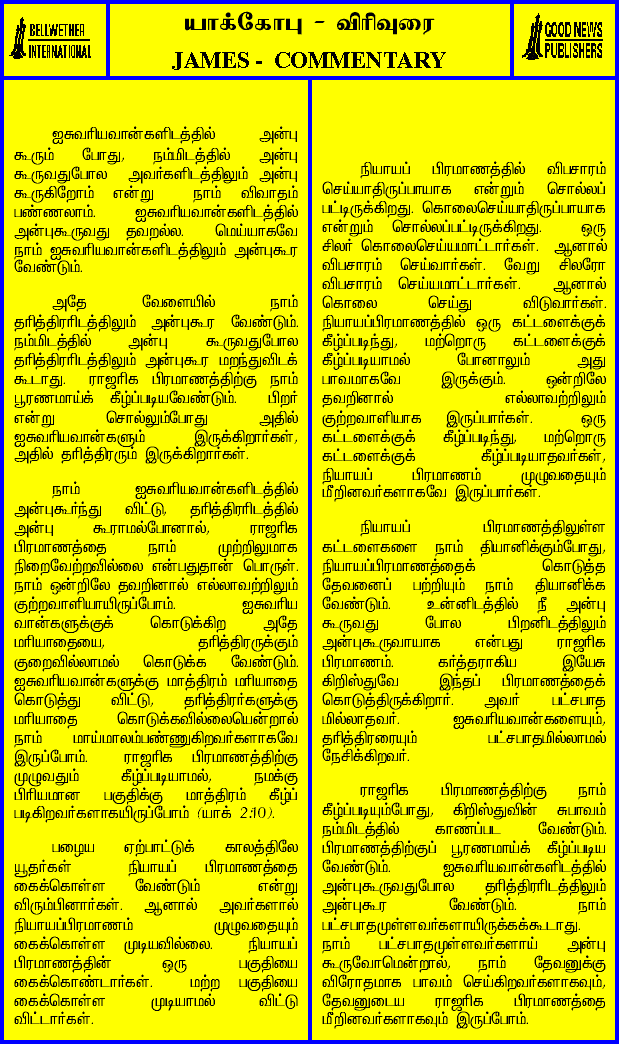 BELLWETHER
INTERNATIONAL
யாக்கோபு - விரிவுரை
JAMES - COMMENTARY
GOOD NEWS
PUBLISHERS
ஐசுவரியவான்களிடத்தில் அன்பு
கூரும் போது, நம்மிடத்தில் அன்பு
கூருவதுபோல அவர்களிடத்திலும் அன்பு
கூருகிறோம் என்று நாம் விவாதம்
பண்ணலாம். ஐசுவரியவான்களிடத்தில்
அன்புகூருவது தவறல்ல. மெய்யாகவே
நாம் ஐசுவரியவான்களிடத்திலும் அன்புகூர
வேண்டும்.
அதே வேளையில் நாம்
தரித்திரரிடத்திலும் அன்புகூர வேண்டும்.
நம்மிடத்தில் அன்பு கூருவதுபோல
தரித்திரரிடத்திலும் அன்புகூர மறந்துவிடக்
கூடாது. ராஜரிக பிரமாணத்திற்கு நாம்
பூரணமாய்க் கீழ்ப்படியவேண்டும். பிறர்
என்று சொல்லும்போது அதில்
ஐசுவரியவான்களும் இருக்கிறார்கள்,
அதில் தரித்திரரும் இருக்கிறார்கள்.
நாம் ஐசுவரியவான்களிடத்தில்
அன்புகூர்ந்து விட்டு, தரித்திரரிடத்தில்
அன்பு கூராமல்போனால், ராஜரிக
பிரமாணத்தை நாம் முற்றிலுமாக
நிறைவேற்றவில்லை என்பதுதான் பொருள்.
நாம் ஒன்றிலே தவறினால் எல்லாவற்றிலும்
குற்றவாளியாயிருப்போம். ஐசுவரிய
வான்களுக்குக் கொடுக்கிற அதே
மரியாதையை, தரித்திரருக்கும்
குறைவில்லாமல் கொடுக்க வேண்டும்.
ஐசுவரியவான்களுக்கு மாத்திரம் மரியாதை
கொடுத்து விட்டு, தரித்திரர்களுக்கு
மரியாதை கொடுக்கவில்லையென்றால்
நாம் மாய்மாலம்பண்ணுகிறவர்களாகவே
இருப்போம். ராஜரிக பிரமாணத்திற்கு
முழுவதும் கீழ்ப்படியாமல், நமக்கு
பிரியமான பகுதிக்கு மாத்திரம் கீழ்ப்
படிகிறவர்களாகயிருப்போம் (யாக் 2:10).
பழைய ஏற்பாட்டுக் காலத்திலே
யூதர்கள் நியாயப் பிரமாணத்தை
கைக்கொள்ள வேண்டும் என்று
விரும்பினார்கள். ஆனால் அவர்களால்
நியாயப்பிரமாணம் முழுவதையும்
கைக்கொள்ள முடியவில்லை. நியாயப்
பிரமாணத்தின் ஒரு பகுதியை
கைக்கொண்டார்கள். மற்ற பகுதியை
கைக்கொள்ள முடியாமல் விட்டு
விட்டார்கள்.
நியாயப் பிரமாணத்தில் விபசாரம்
செய்யாதிருப்பாயாக என்றும் சொல்லப்
பட்டிருக்கிறது. கொலைசெய்யாதிருப்பாயாக
என்றும் சொல்லப்பட்டிருக்கிறது. ஒரு
சிலர் கொலைசெய்யமாட்டார்கள். ஆனால்
விபசாரம் செய்வார்கள். வேறு சிலரோ
விபசாரம் செய்யமாட்டார்கள். ஆனால்
கொலை செய்து விடுவார்கள்.
நியாயப்பிரமாணத்தில் ஒரு கட்டளைக்குக்
கீழ்ப்படிந்து, மற்றொரு கட்டளைக்குக்
கீழ்ப்படியாமல் போனாலும் அது
பாவமாகவே இருக்கும். ஒன்றிலே
தவறினால் எல்லாவற்றிலும்
குற்றவாளியாக இருப்பார்கள். ஒரு
கட்டளைக்குக் கீழ்ப்படிந்து, மற்றொரு
கட்டளைக்குக் கீழ்ப்படியாதவர்கள்,
நியாயப் பிரமாணம் முழுவதையும்
மீறினவர்களாகவே இருப்பார்கள்.
நியாயப் பிரமாணத்திலுள்ள
கட்டளைகளை நாம் தியானிக்கும்போது,
நியாயப்பிரமாணத்தைக் கொடுத்த
தேவனைப் பற்றியும் நாம் தியானிக்க
வேண்டும். உன்னிடத்தில் நீ அன்பு
கூருவது போல பிறனிடத்திலும்
அன்புகூருவாயாக என்பது ராஜரிக
பிரமாணம். கர்த்தராகிய இயேசு
கிறிஸ்துவே இந்தப் பிரமாணத்தைக்
கொடுத்திருக்கிறார். அவர் பட்சபாத
மில்லாதவர். ஐசுவரியவான்களையும்,
தரித்திரரையும் பட்சபாதமில்லாமல்
நேசிக்கிறவர்.
ராஜரிக பிரமாணத்திற்கு நாம்
கீழ்ப்படியும்போது, கிறிஸ்துவின் சுபாவம்
நம்மிடத்தில் காணப்பட வேண்டும்.
பிரமாணத்திற்குப் பூரணமாய்க் கீழ்ப்படிய
வேண்டும். ஐசுவரியவான்களிடத்தில்
அன்புகூருவதுபோல தரித்திரரிடத்திலும்
அன்புகூர வேண்டும். நாம்
பட்சபாதமுள்ளவர்களாயிருக்கக்கூடாது.
நாம் பட்சபாதமுள்ளவர்களாய் அன்பு
கூருவோமென்றால், நாம் தேவனுக்கு
விரோதமாக பாவம் செய்கிறவர்களாகவும்,
தேவனுடைய ராஜரிக பிரமாணத்தை
மீறினவர்களாகவும் இருப்போம்.